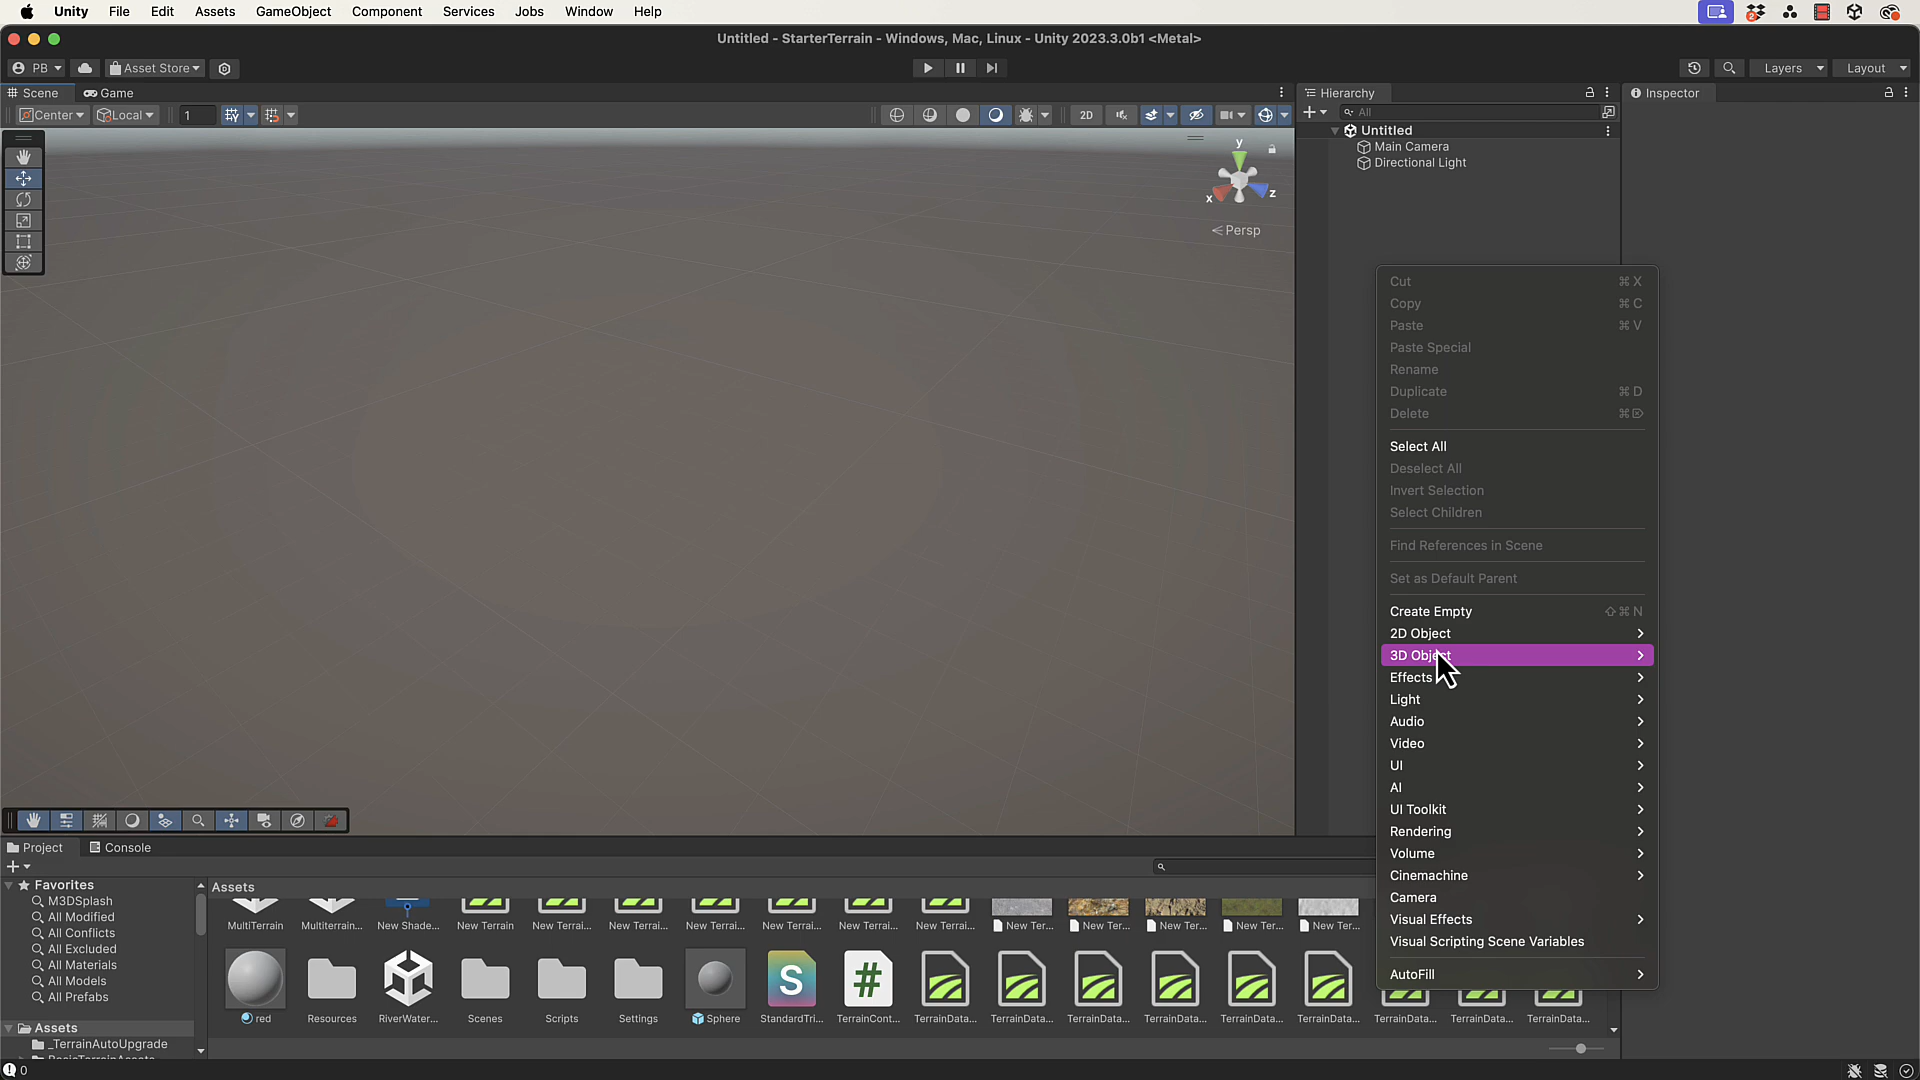 Unity File Edit Assets GameObject Component Services Jobs Window Help
Untitled - StarterTerrain - Windows, Mac, Linux - Unity 2023.3.0b1 <Metal>
PB Asset Store Layers Layout
Scene Game Hierarchy Inspector
Center Local 1 2D All
Untitled
Main Camera
Directional Light
y
x z
Persp
Cut ⌘ X
Copy ⌘ C
Paste ⌘ V
Paste Special
Rename
Duplicate ⌘ D
Delete ⌘⌦
Select All
Deselect All
Invert Selection
Select Children
Find References in Scene
Set as Default Parent
Create Empty ⇧ ⌘ N
2D Object
3D Object
Effects
Light
Audio
Video
UI
AI
UI Toolkit
Rendering
Volume
Cinemachine
Camera
Visual Effects
Visual Scripting Scene Variables
AutoFill
Project Console
Favorites
M3DSplash
All Modified
All Conflicts
All Excluded
All Materials
All Models
All Prefabs
Assets
_TerrainAutoUpgrade
Assets
MultiTerrain Multiterrain... New Shade... New Terrain New Terrai... New Terrai... New Terrai... New Terrai... New Terrai... New Terrai... New Ter... New Ter... New Ter... New Ter... New Ter...
red Resources RiverWater... Scenes Scripts Settings Sphere StandardTri... TerrainCont... TerrainData... TerrainData... TerrainData... TerrainData... TerrainData... TerrainData... TerrainData... TerrainData... TerrainData...
0